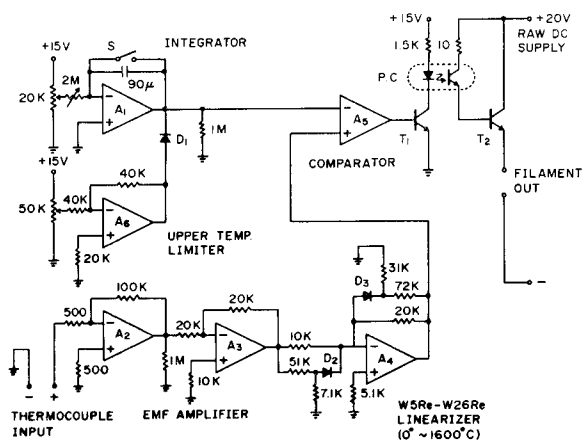 +15V
S
INTEGRATOR
90μ
2M
20K
−
+
A1
D1
1M
+15V
1.5K
10
+20V
RAW DC
SUPPLY
P.C
−
+
A5
COMPARATOR
T1
T2
FILAMENT
OUT
−
+15V
40K
40K
50K
−
+
A6
20K
UPPER TEMP.
LIMITER
100K
500
−
+
A2
500
1M
20K
20K
−
+
A3
10K
10K
51K
D2
7.1K
31K
D3
72K
20K
−
+
A4
5.1K
− +
THERMOCOUPLE
INPUT
EMF AMPLIFIER
W5Re-W26Re
LINEARIZER
(0° ~1600°C)